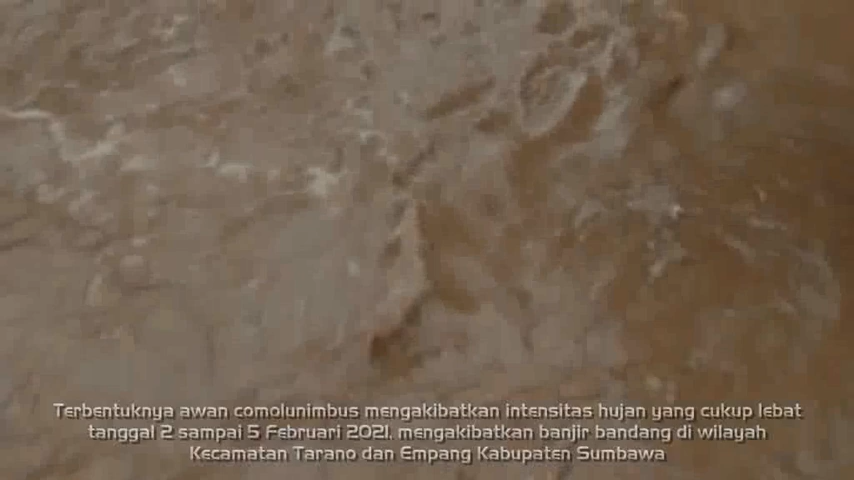 Terbentuknya awan comolunimbus mengakibatkan intensitas hujan yang cukup lebat
tanggal 2 sampai 5 Februari 2021. mengakibatkan banjir bandang di wilayah
Kecamatan Tarano dan Empang Kabupaten Sumbawa